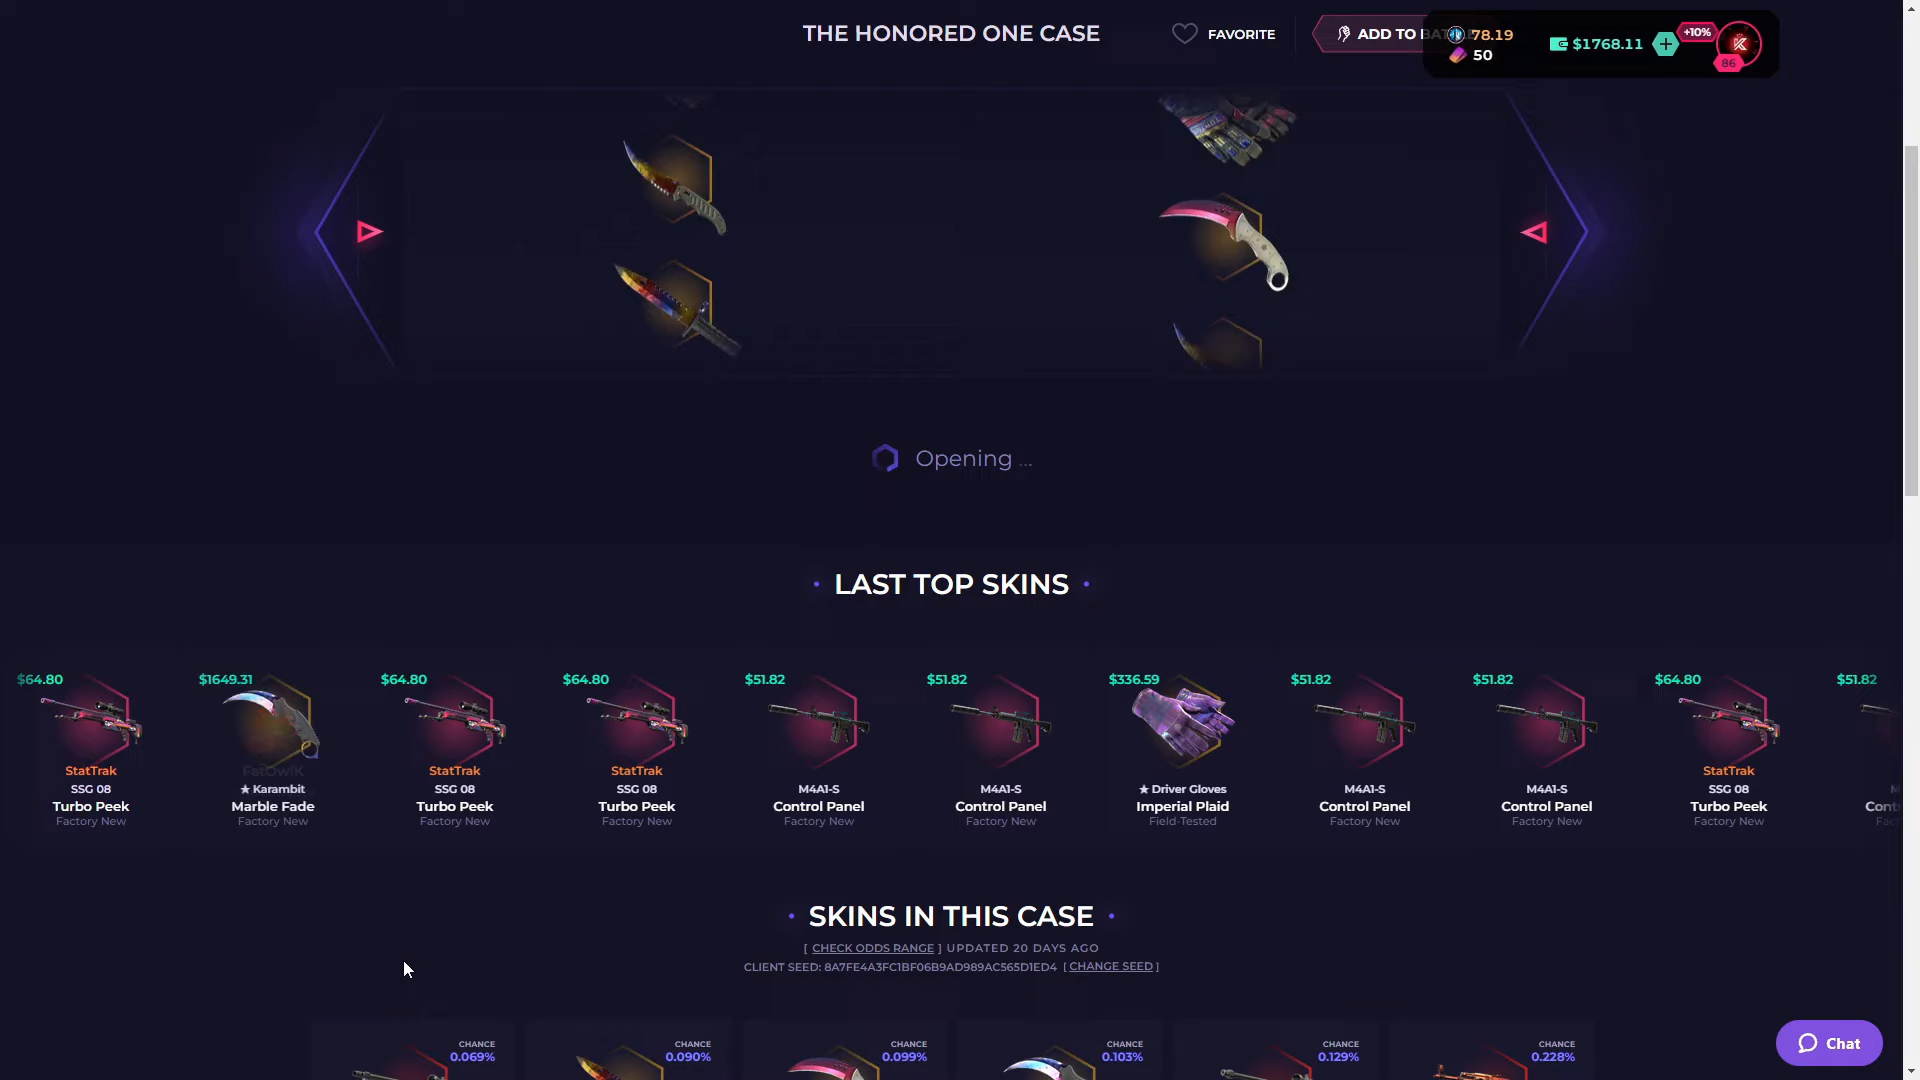 THE HONORED ONE CASE
FAVORITE
ADD TO BA
78.19
50
$1768.11
+10%
86
Opening ...
LAST TOP SKINS
$64.80
StatTrak
SSG 08
Turbo Peek
Factory New
$1649.31
FatOwlK
★ Karambit
Marble Fade
Factory New
$64.80
StatTrak
SSG 08
Turbo Peek
Factory New
$64.80
StatTrak
SSG 08
Turbo Peek
Factory New
$51.82
M4A1-S
Control Panel
Factory New
$51.82
M4A1-S
Control Panel
Factory New
$336.59
★ Driver Gloves
Imperial Plaid
Field-Tested
$51.82
M4A1-S
Control Panel
Factory New
$51.82
M4A1-S
Control Panel
Factory New
$64.80
StatTrak
SSG 08
Turbo Peek
Factory New
$51.82
SKINS IN THIS CASE
[ CHECK ODDS RANGE ] UPDATED 20 DAYS AGO
CLIENT SEED: 8A7FE4A3FC1BF06B9AD989AC565D1ED4 [ CHANGE SEED ]
CHANCE
0.069%
CHANCE
0.090%
CHANCE
0.099%
CHANCE
0.103%
CHANCE
0.129%
CHANCE
0.228%
Chat